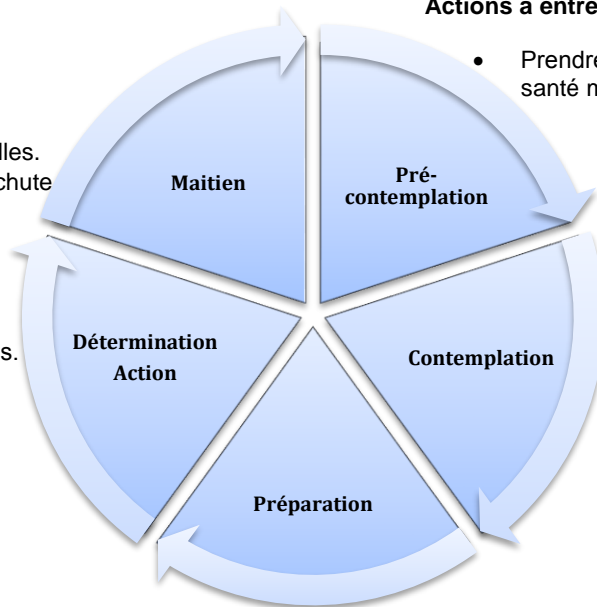 Actions à entre
• Prendre
santé m
lles.
chute
Maitien
Pré-
contemplation
Détermination
Action
s.
Contemplation
Préparation